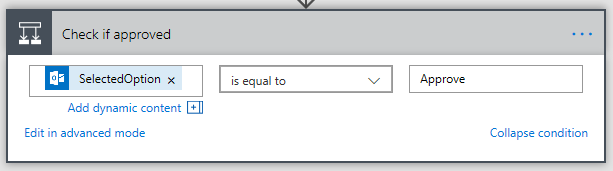 Check if approved
SelectedOption x is equal to Approve
Add dynamic content
Edit in advanced mode Collapse condition